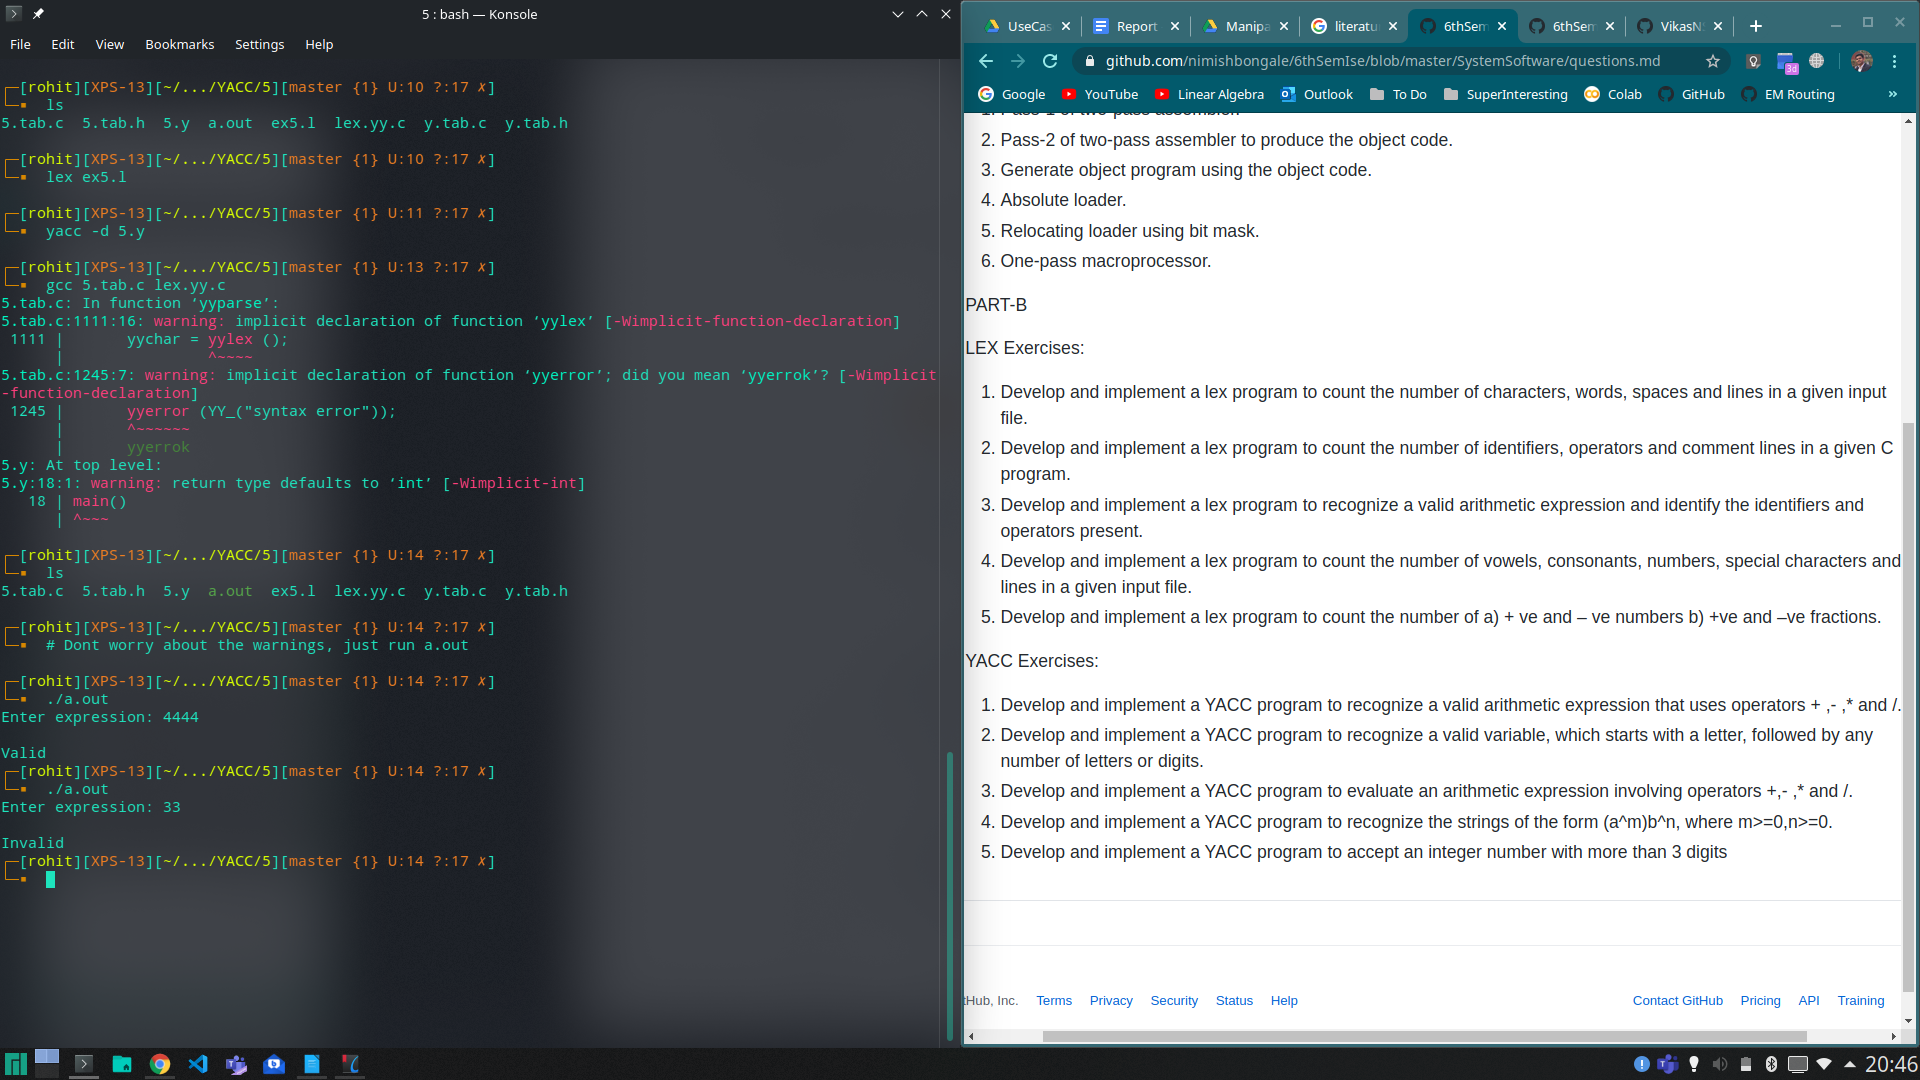 5 : bash — Konsole
File Edit View Bookmarks Settings Help
[rohit][XPS-13][~/.../YACC/5][master {1} U:10 ?:17 ✗]
ls
5.tab.c 5.tab.h 5.y a.out ex5.l lex.yy.c y.tab.c y.tab.h
[rohit][XPS-13][~/.../YACC/5][master {1} U:10 ?:17 ✗]
lex ex5.l
[rohit][XPS-13][~/.../YACC/5][master {1} U:11 ?:17 ✗]
yacc -d 5.y
[rohit][XPS-13][~/.../YACC/5][master {1} U:13 ?:17 ✗]
gcc 5.tab.c lex.yy.c
5.tab.c: In function ‘yyparse’:
5.tab.c:1111:16: warning: implicit declaration of function ‘yylex’ [-Wimplicit-function-declaration]
1111 | yychar = yylex ();
| ^~~~~
5.tab.c:1245:7: warning: implicit declaration of function ‘yyerror’; did you mean ‘yyerrok’? [-Wimplicit
-function-declaration]
1245 | yyerror (YY_("syntax error"));
| ^~~~~~~
| yyerrok
5.y: At top level:
5.y:18:1: warning: return type defaults to ‘int’ [-Wimplicit-int]
18 | main()
| ^~~~
[rohit][XPS-13][~/.../YACC/5][master {1} U:14 ?:17 ✗]
ls
5.tab.c 5.tab.h 5.y a.out ex5.l lex.yy.c y.tab.c y.tab.h
[rohit][XPS-13][~/.../YACC/5][master {1} U:14 ?:17 ✗]
# Dont worry about the warnings, just run a.out
[rohit][XPS-13][~/.../YACC/5][master {1} U:14 ?:17 ✗]
./a.out
Enter expression: 4444
Valid
[rohit][XPS-13][~/.../YACC/5][master {1} U:14 ?:17 ✗]
./a.out
Enter expression: 33
Invalid
[rohit][XPS-13][~/.../YACC/5][master {1} U:14 ?:17 ✗]
UseCas Report Manipa literatu 6thSem 6thSem VikasN
github.com/nimishbongale/6thSemIse/blob/master/SystemSoftware/questions.md
3d
Google YouTube Linear Algebra Outlook To Do SuperInteresting Colab GitHub EM Routing »
1. Pass-1 of two-pass assembler.
2. Pass-2 of two-pass assembler to produce the object code.
3. Generate object program using the object code.
4. Absolute loader.
5. Relocating loader using bit mask.
6. One-pass macroprocessor.
PART-B
LEX Exercises:
1. Develop and implement a lex program to count the number of characters, words, spaces and lines in a given input
file.
2. Develop and implement a lex program to count the number of identifiers, operators and comment lines in a given C
program.
3. Develop and implement a lex program to recognize a valid arithmetic expression and identify the identifiers and
operators present.
4. Develop and implement a lex program to count the number of vowels, consonants, numbers, special characters and
lines in a given input file.
5. Develop and implement a lex program to count the number of a) + ve and – ve numbers b) +ve and –ve fractions.
YACC Exercises:
1. Develop and implement a YACC program to recognize a valid arithmetic expression that uses operators + ,- ,* and /.
2. Develop and implement a YACC program to recognize a valid variable, which starts with a letter, followed by any
number of letters or digits.
3. Develop and implement a YACC program to evaluate an arithmetic expression involving operators +,- ,* and /.
4. Develop and implement a YACC program to recognize the strings of the form (a^m)b^n, where m>=0,n>=0.
5. Develop and implement a YACC program to accept an integer number with more than 3 digits
tHub, Inc. Terms Privacy Security Status Help Contact GitHub Pricing API Training
20:46